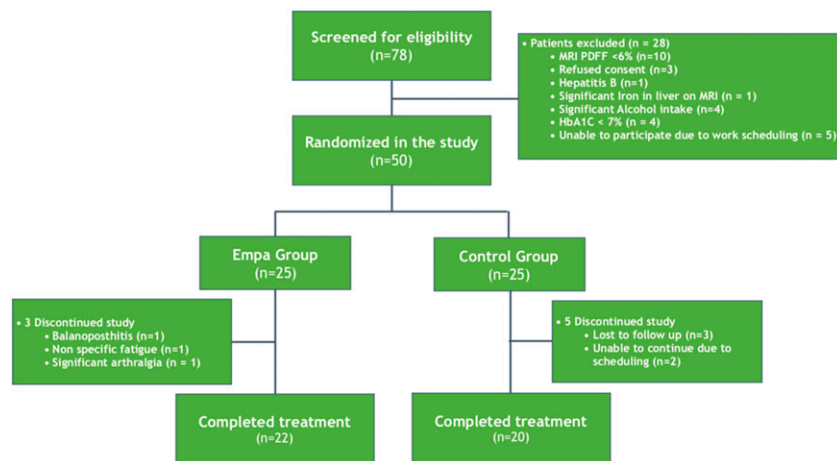 Screened for eligibility
(n=78)
• Patients excluded (n = 28)
• MRI PDFF <6% (n=10)
• Refused consent (n=3)
• Hepatitis B (n=1)
• Significant Iron in liver on MRI (n = 1)
• Significant Alcohol intake (n=4)
• HbA1C < 7% (n = 4)
• Unable to participate due to work scheduling (n = 5)
Randomized in the study
(n=50)
Empa Group
(n=25)
Control Group
(n=25)
• 3 Discontinued study
• Balanoposthitis (n=1)
• Non specific fatigue (n=1)
• Significant arthralgia (n = 1)
• 5 Discontinued study
• Lost to follow up (n=3)
• Unable to continue due to
scheduling (n=2)
Completed treatment
(n=22)
Completed treatment
(n=20)